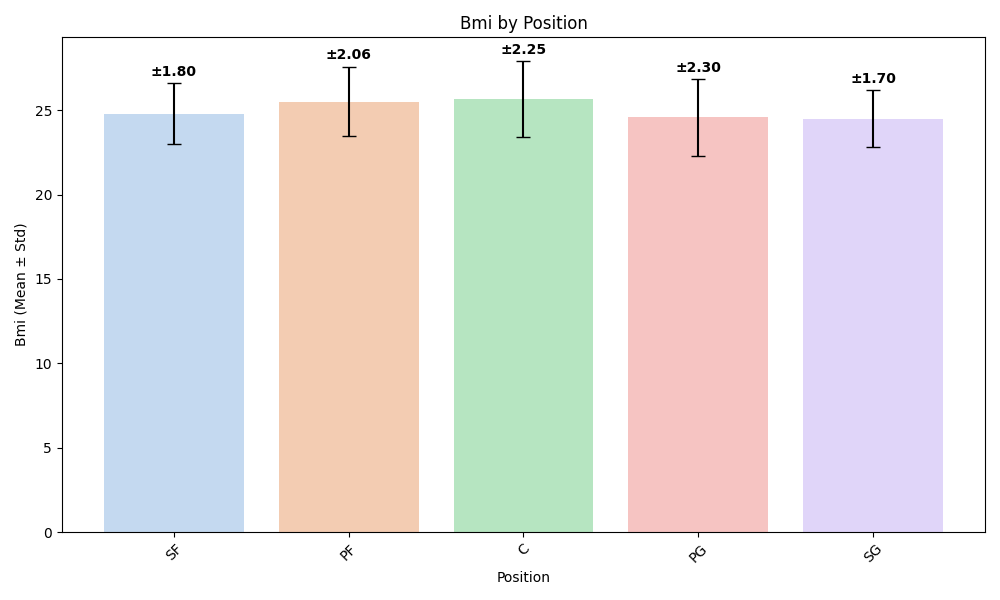 Bmi by Position
±1.80
±2.06
±2.25
±2.30
±1.70
Bmi (Mean ± Std)
25
20
15
10
5
0
SF
PF
C
PG
SG
Position